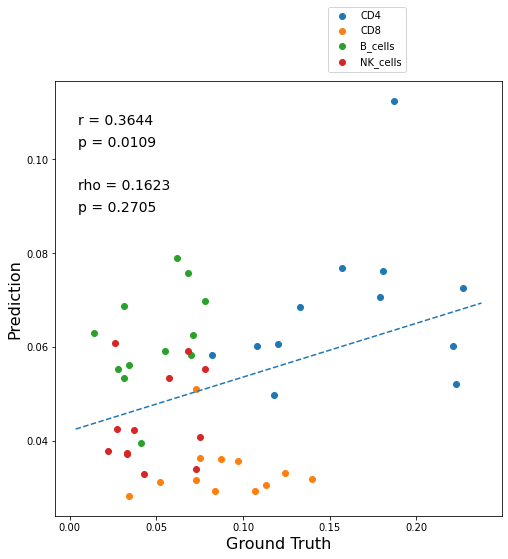 CD4
CD8
B_cells
NK_cells
r = 0.3644
p = 0.0109
rho = 0.1623
p = 0.2705
Prediction
0.10
0.08
0.06
0.04
0.00 0.05 0.10 0.15 0.20
Ground Truth